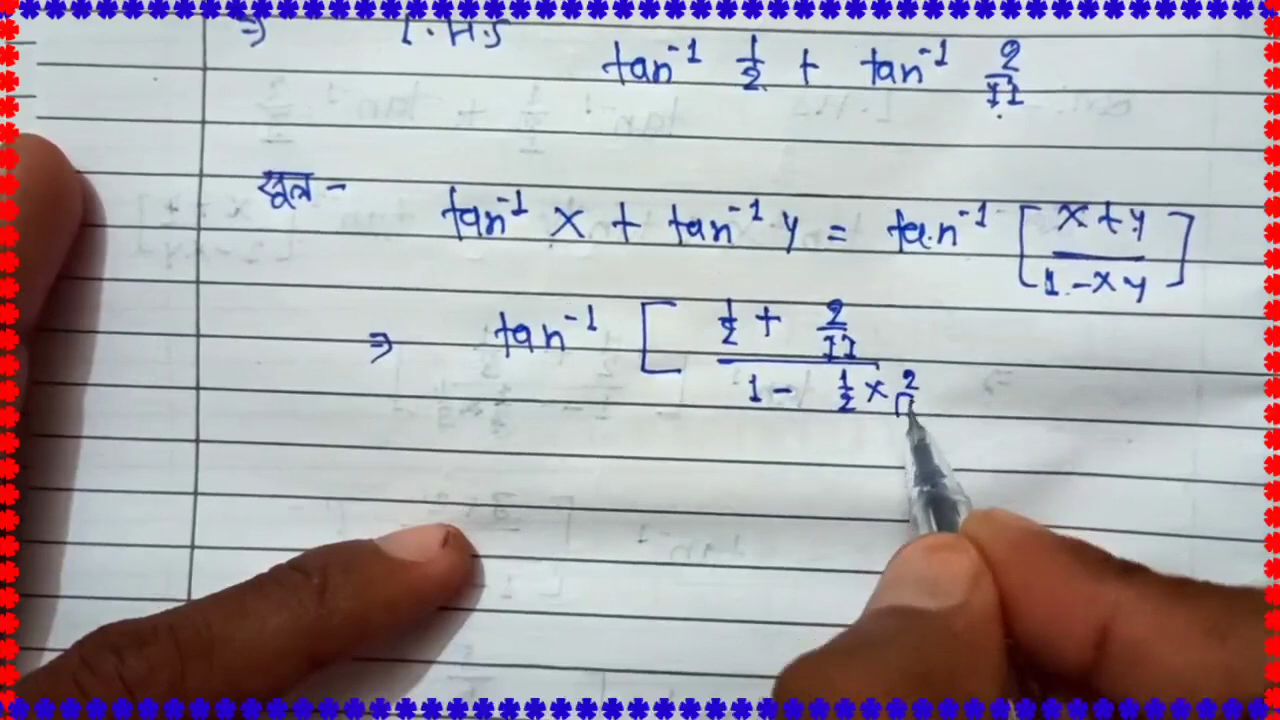 ⇒ L.H.S
tan⁻¹ 1/2 + tan⁻¹ 2/11
सूत्र - tan⁻¹ x + tan⁻¹ y = tan⁻¹ [x+y/1-xy]
⇒ tan⁻¹ [1/2 + 2/11 / 1 - 1/2 × 2/